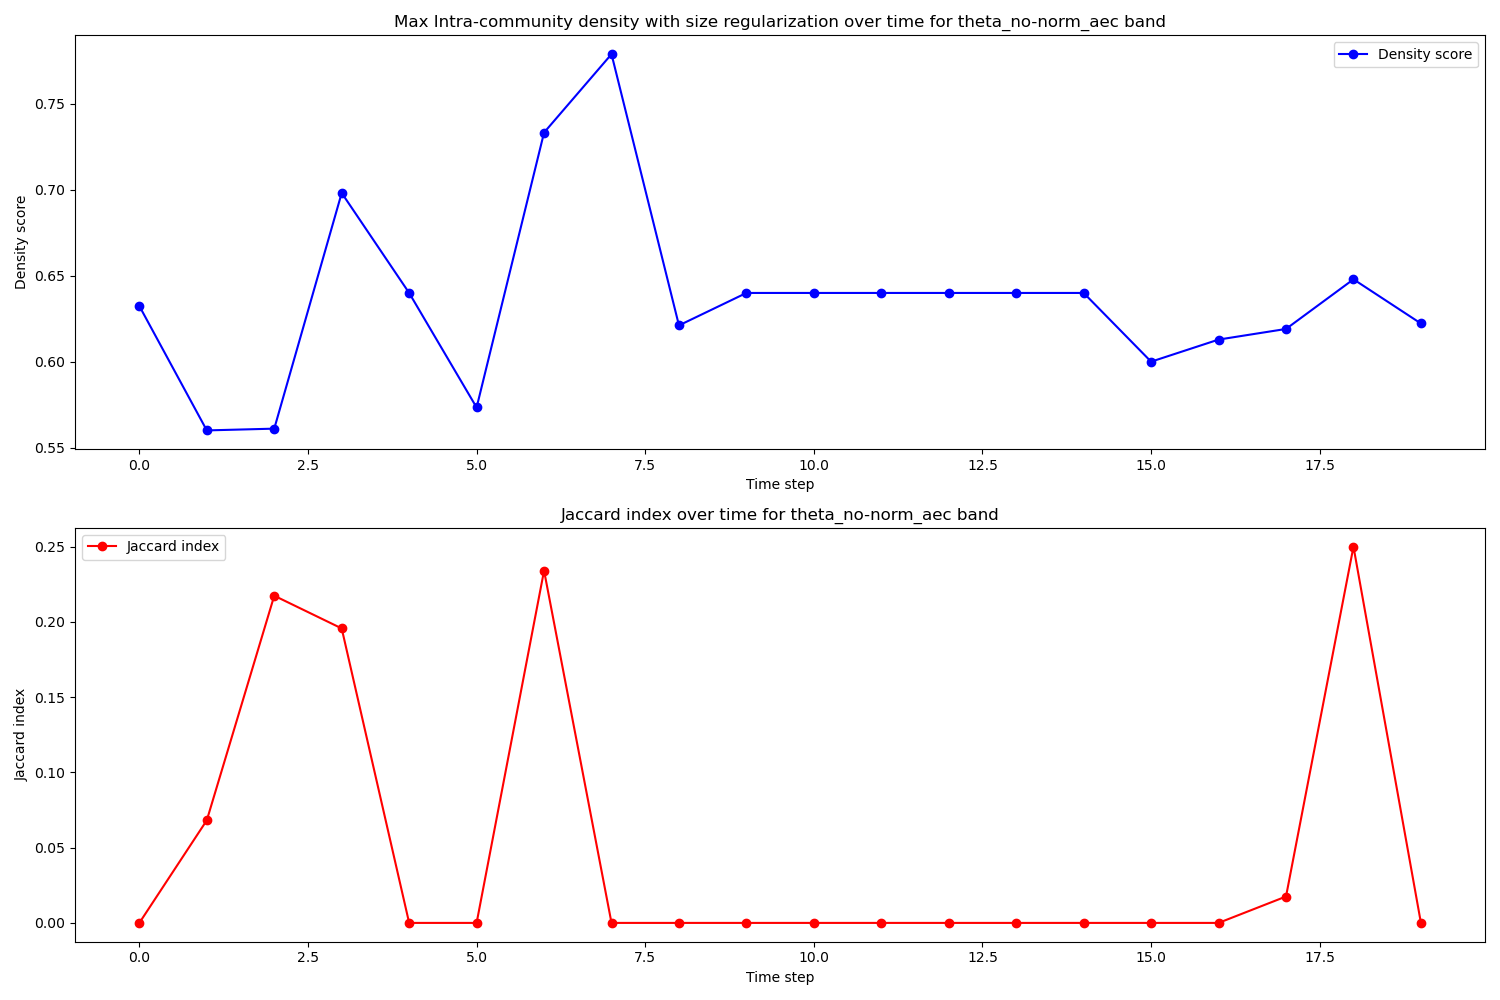 Max Intra-community density with size regularization over time for theta_no-norm_aec band
Density score
0.75
0.70
0.65
0.60
0.55
Density score
0.0 2.5 5.0 7.5 10.0 12.5 15.0 17.5
Time step
Jaccard index over time for theta_no-norm_aec band
Jaccard index
0.25
0.20
0.15
0.10
0.05
0.00
Jaccard index
0.0 2.5 5.0 7.5 10.0 12.5 15.0 17.5
Time step